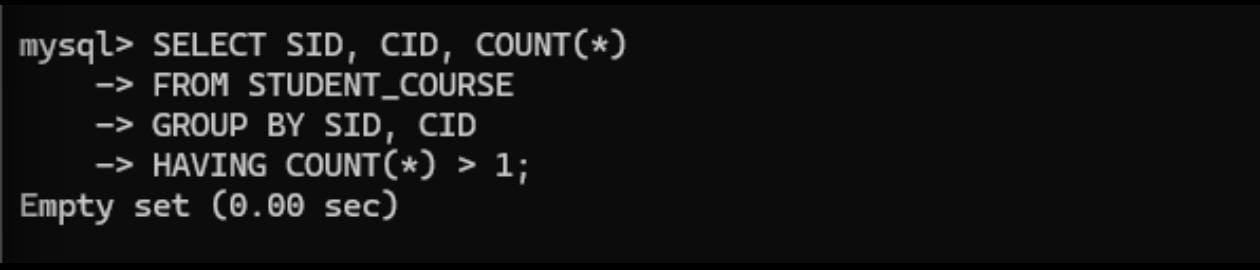 mysql> SELECT SID, CID, COUNT(*)
    -> FROM STUDENT_COURSE
    -> GROUP BY SID, CID
    -> HAVING COUNT(*) > 1;
Empty set (0.00 sec)